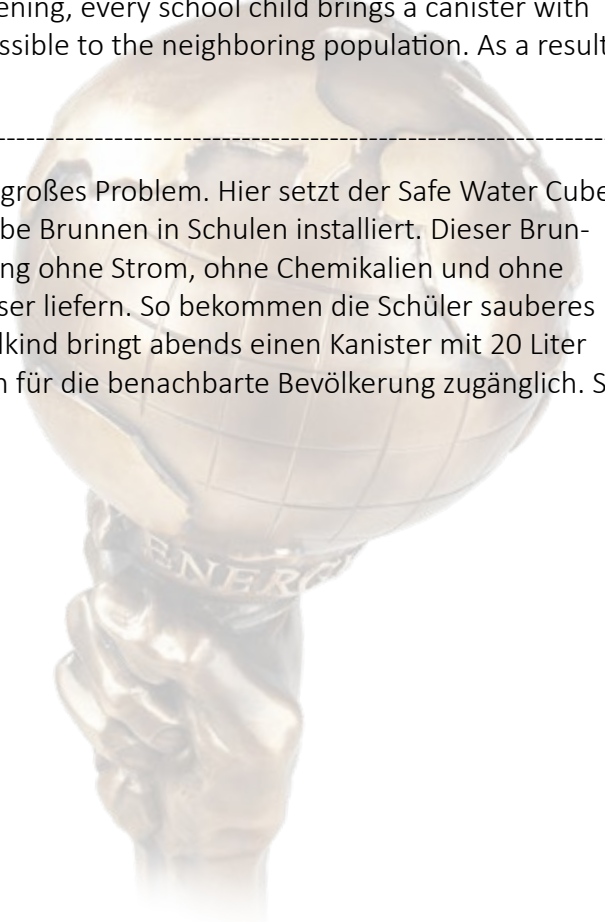 ening, every school child brings a canister with
ssible to the neighboring population. As a result
großes Problem. Hier setzt der Safe Water Cube
be Brunnen in Schulen installiert. Dieser Brun-
ng ohne Strom, ohne Chemikalien und ohne
ser liefern. So bekommen die Schüler sauberes
lkind bringt abends einen Kanister mit 20 Liter
n für die benachbarte Bevölkerung zugänglich. S
ENERG